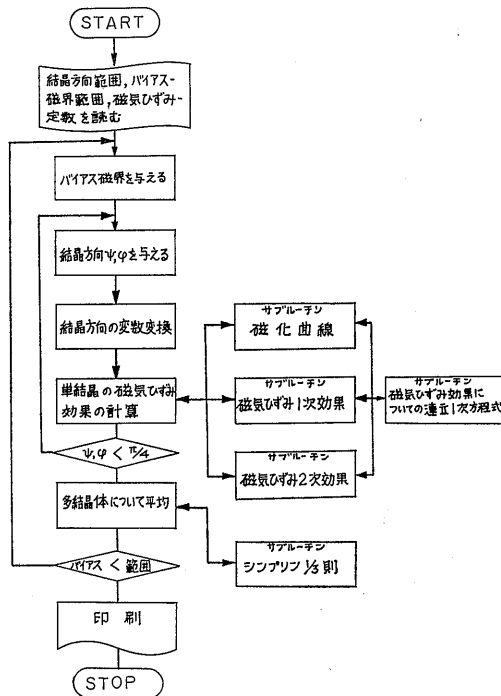 START
結晶方向範囲,バイアス-
磁界範囲,磁気ひずみ-
定数を読む
バイアス磁界を与える
結晶方向ψ,φを与える
結晶方向の変数変換
単結晶の磁気ひずみ
効果の計算
ψ,φ < π/4
多結晶体について平均
バイアス < 範囲
印 刷
STOP
サブルーチン
磁 化 曲 線
サブルーチン
磁気ひずみ1次効果
サブルーチン
磁気ひずみ2次効果
サブルーチン
磁気ひずみ効果に
ついての連立1次方程式
サブルーチン
シンプソン 1/3 則